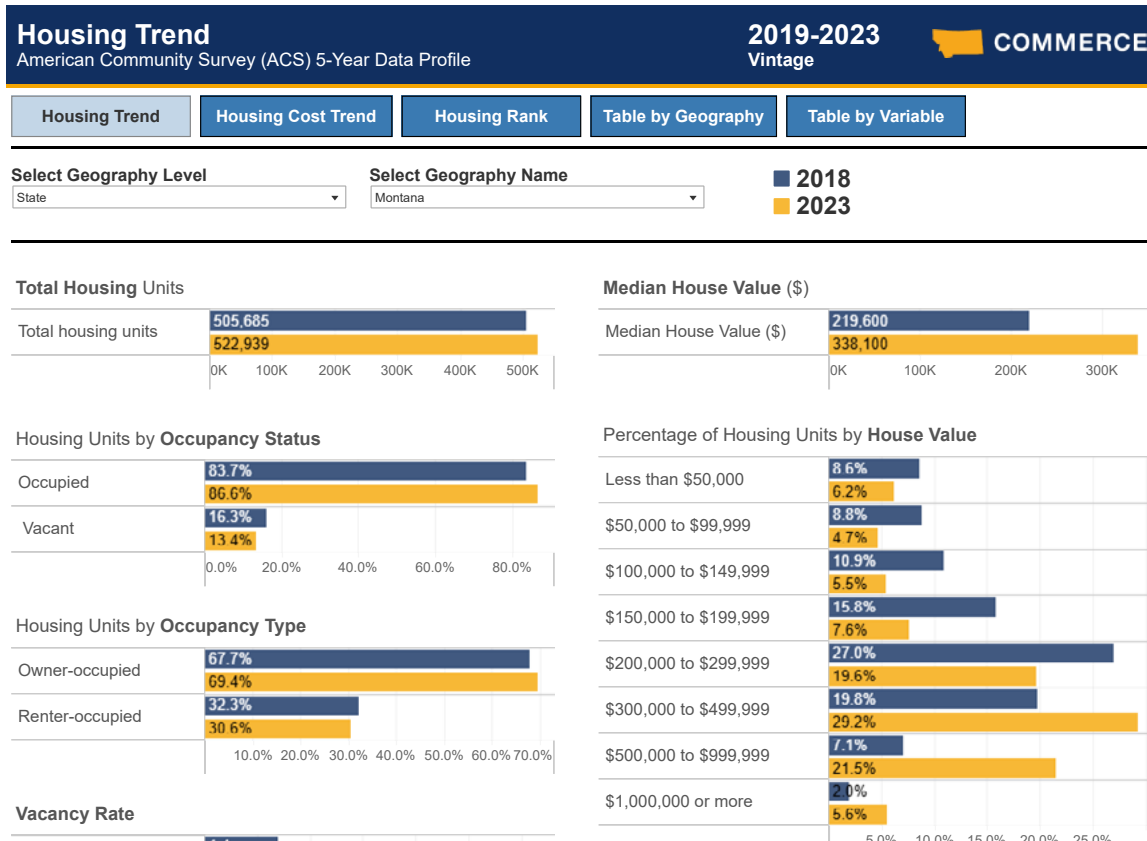 Housing Trend
American Community Survey (ACS) 5-Year Data Profile
2019-2023
Vintage
COMMERCE
Housing Trend
Housing Cost Trend
Housing Rank
Table by Geography
Table by Variable
Select Geography Level
State
Select Geography Name
Montana
2018
2023
Total Housing Units
Total housing units
505,685
522,939
0K 100K 200K 300K 400K 500K
Housing Units by Occupancy Status
Occupied
83.7%
86.6%
Vacant
16.3%
13.4%
0.0% 20.0% 40.0% 60.0% 80.0%
Housing Units by Occupancy Type
Owner-occupied
67.7%
69.4%
Renter-occupied
32.3%
30.6%
10.0% 20.0% 30.0% 40.0% 50.0% 60.0% 70.0%
Vacancy Rate
Median House Value ($)
Median House Value ($)
219,600
338,100
0K 100K 200K 300K
Percentage of Housing Units by House Value
Less than $50,000
8.6%
6.2%
$50,000 to $99,999
8.8%
4.7%
$100,000 to $149,999
10.9%
5.5%
$150,000 to $199,999
15.8%
7.6%
$200,000 to $299,999
27.0%
19.6%
$300,000 to $499,999
19.8%
29.2%
$500,000 to $999,999
7.1%
21.5%
$1,000,000 or more
2.0%
5.6%
5.0% 10.0% 15.0% 20.0% 25.0%